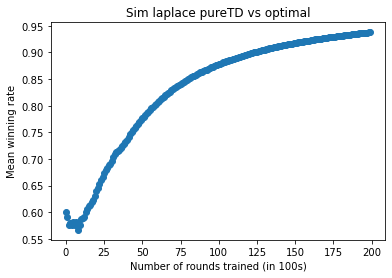 Sim laplace pureTD vs optimal
0.95
0.90
0.85
0.80
0.75
0.70
0.65
0.60
0.55
Mean winning rate
0 25 50 75 100 125 150 175 200
Number of rounds trained (in 100s)